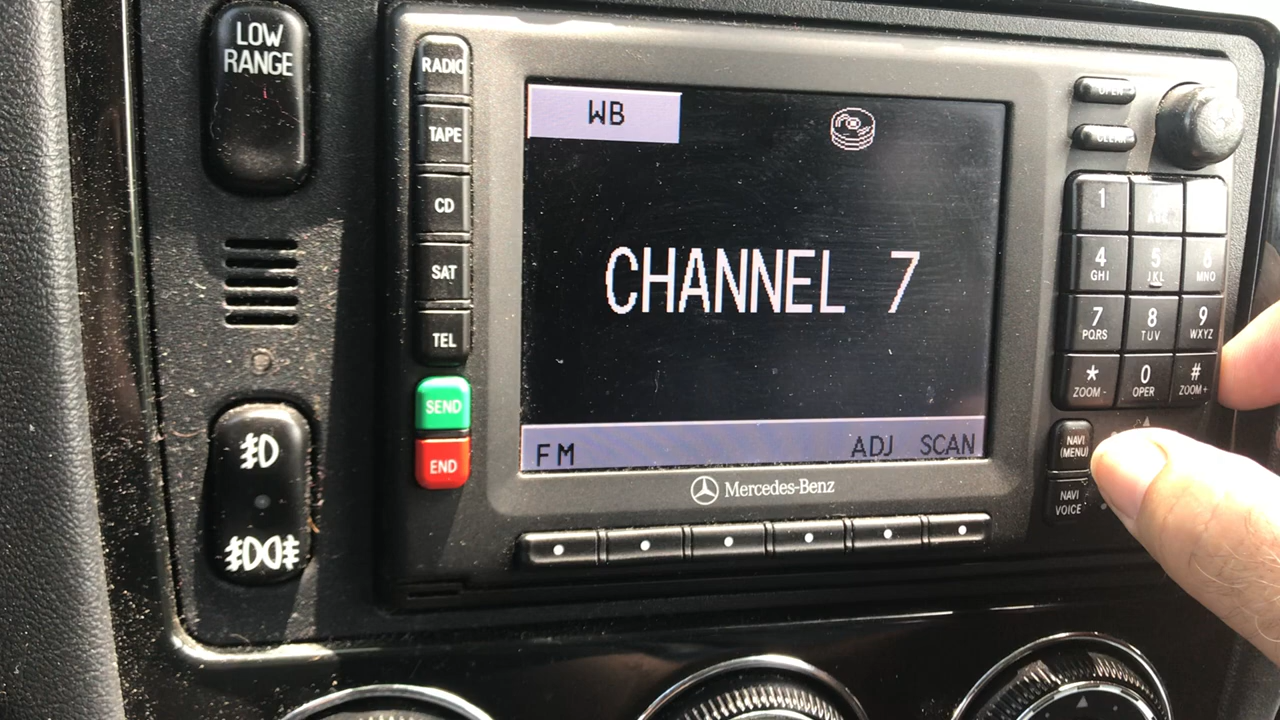 LOW
RANGE
RADIO
TAPE
CD
SAT
TEL
SEND
END
WB
CHANNEL 7
FM ADJ SCAN
Mercedes-Benz
OPEN
1
4 GHI
5 JKL
6 MNO
7 PQRS
8 TUV
9 WXYZ
* ZOOM -
0 OPER
# ZOOM +
NAVI
(MENU)
NAVI
VOICE